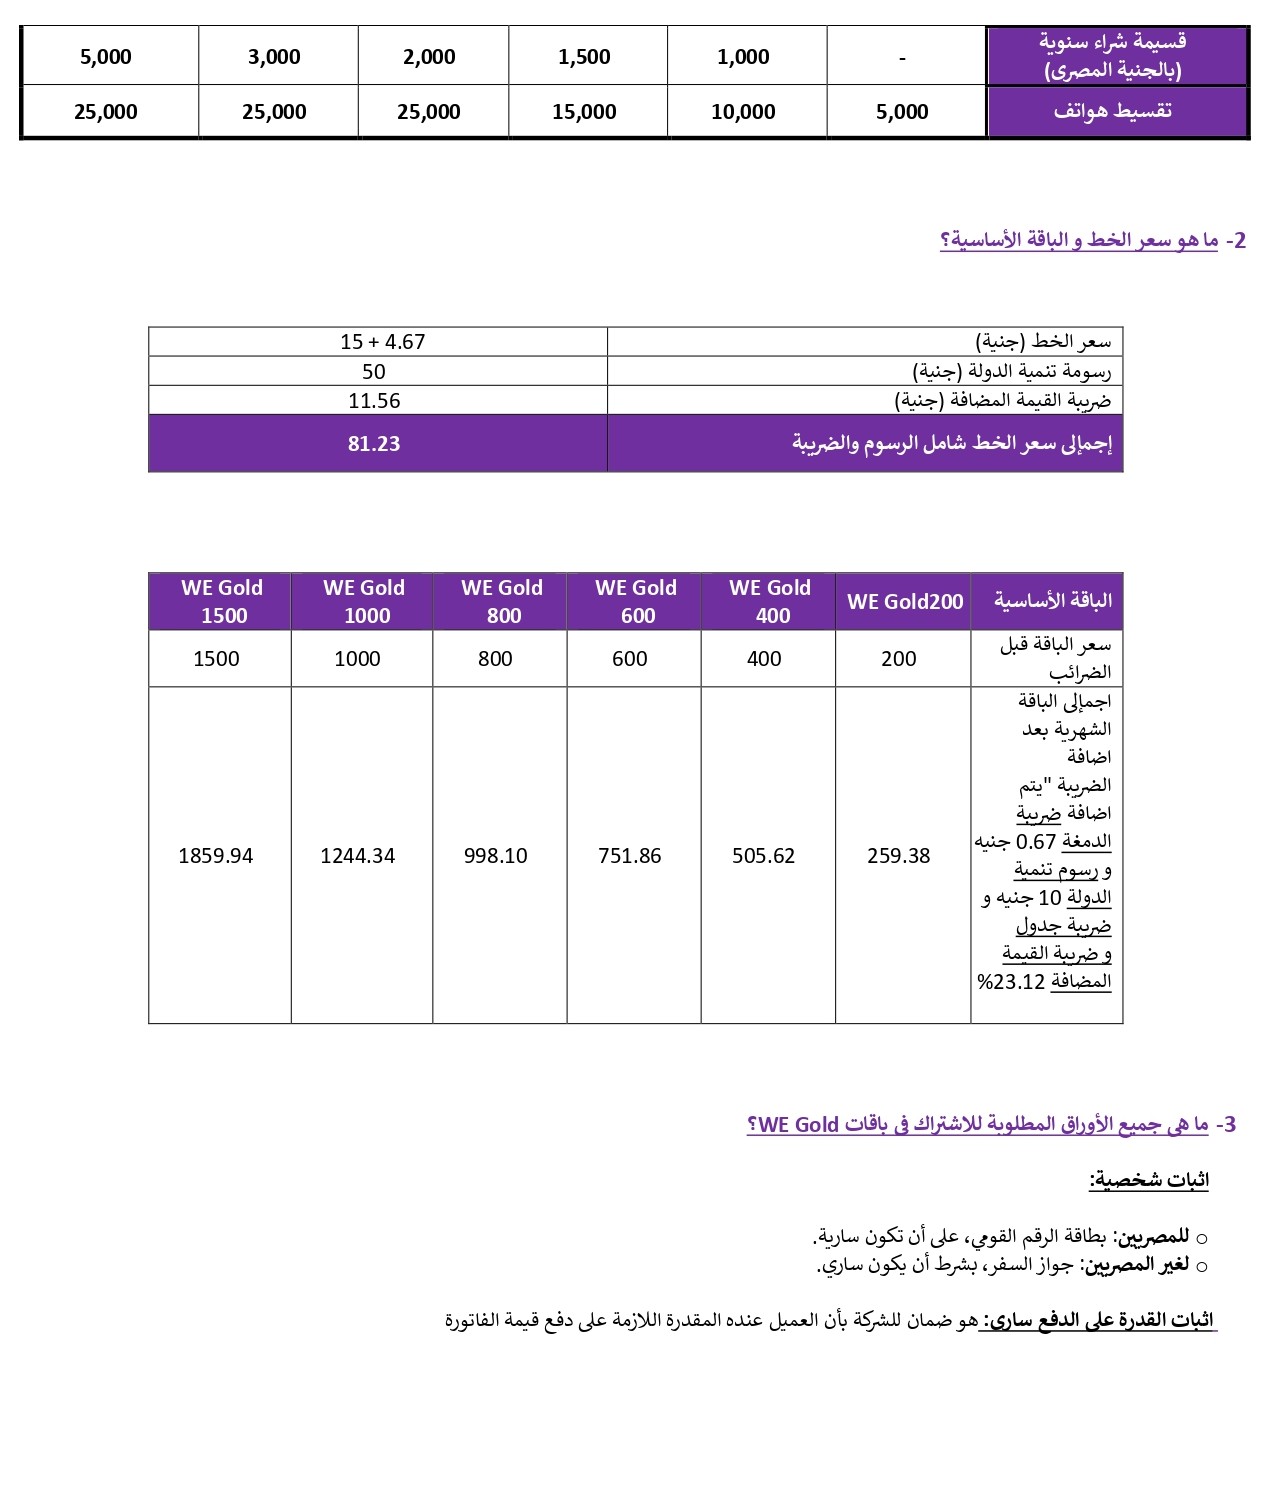 قسيمة شراء سنوية
(بالجنية المصرى)
- 1,000 1,500 2,000 3,000 5,000
تقسيط هواتف 5,000 10,000 15,000 25,000 25,000 25,000
2- ما هو سعر الخط و الباقة الأساسية؟
سعر الخط (جنية) 15 + 4.67
رسومة تنمية الدولة (جنية) 50
ضريبة القيمة المضافة (جنية) 11.56
إجمإلى سعر الخط شامل الرسوم والضريبة 81.23
الباقة الأساسية WE Gold200 WE Gold 400 WE Gold 600 WE Gold 800 WE Gold 1000 WE Gold 1500
سعر الباقة قبل
الضرائب
200 400 600 800 1000 1500
اجمإلى الباقة
الشهرية بعد
اضافة
الضريبة "يتم
اضافة ضريبة
الدمغة 0.67 جنيه
و رسوم تنمية
الدولة 10 جنيه و
ضريبة جدول
و ضريبة القيمة
المضافة 23.12%
259.38 505.62 751.86 998.10 1244.34 1859.94
3- ما هى جميع الأوراق المطلوبة للاشتراك فى باقات WE Gold؟
اثبات شخصية:
○ للمصريين: بطاقة الرقم القومي، على أن تكون سارية.
○ لغير المصريين: جواز السفر، بشرط أن يكون ساري.
اثبات القدرة على الدفع سارى: هو ضمان للشركة بأن العميل عنده المقدرة اللازمة على دفع قيمة الفاتورة